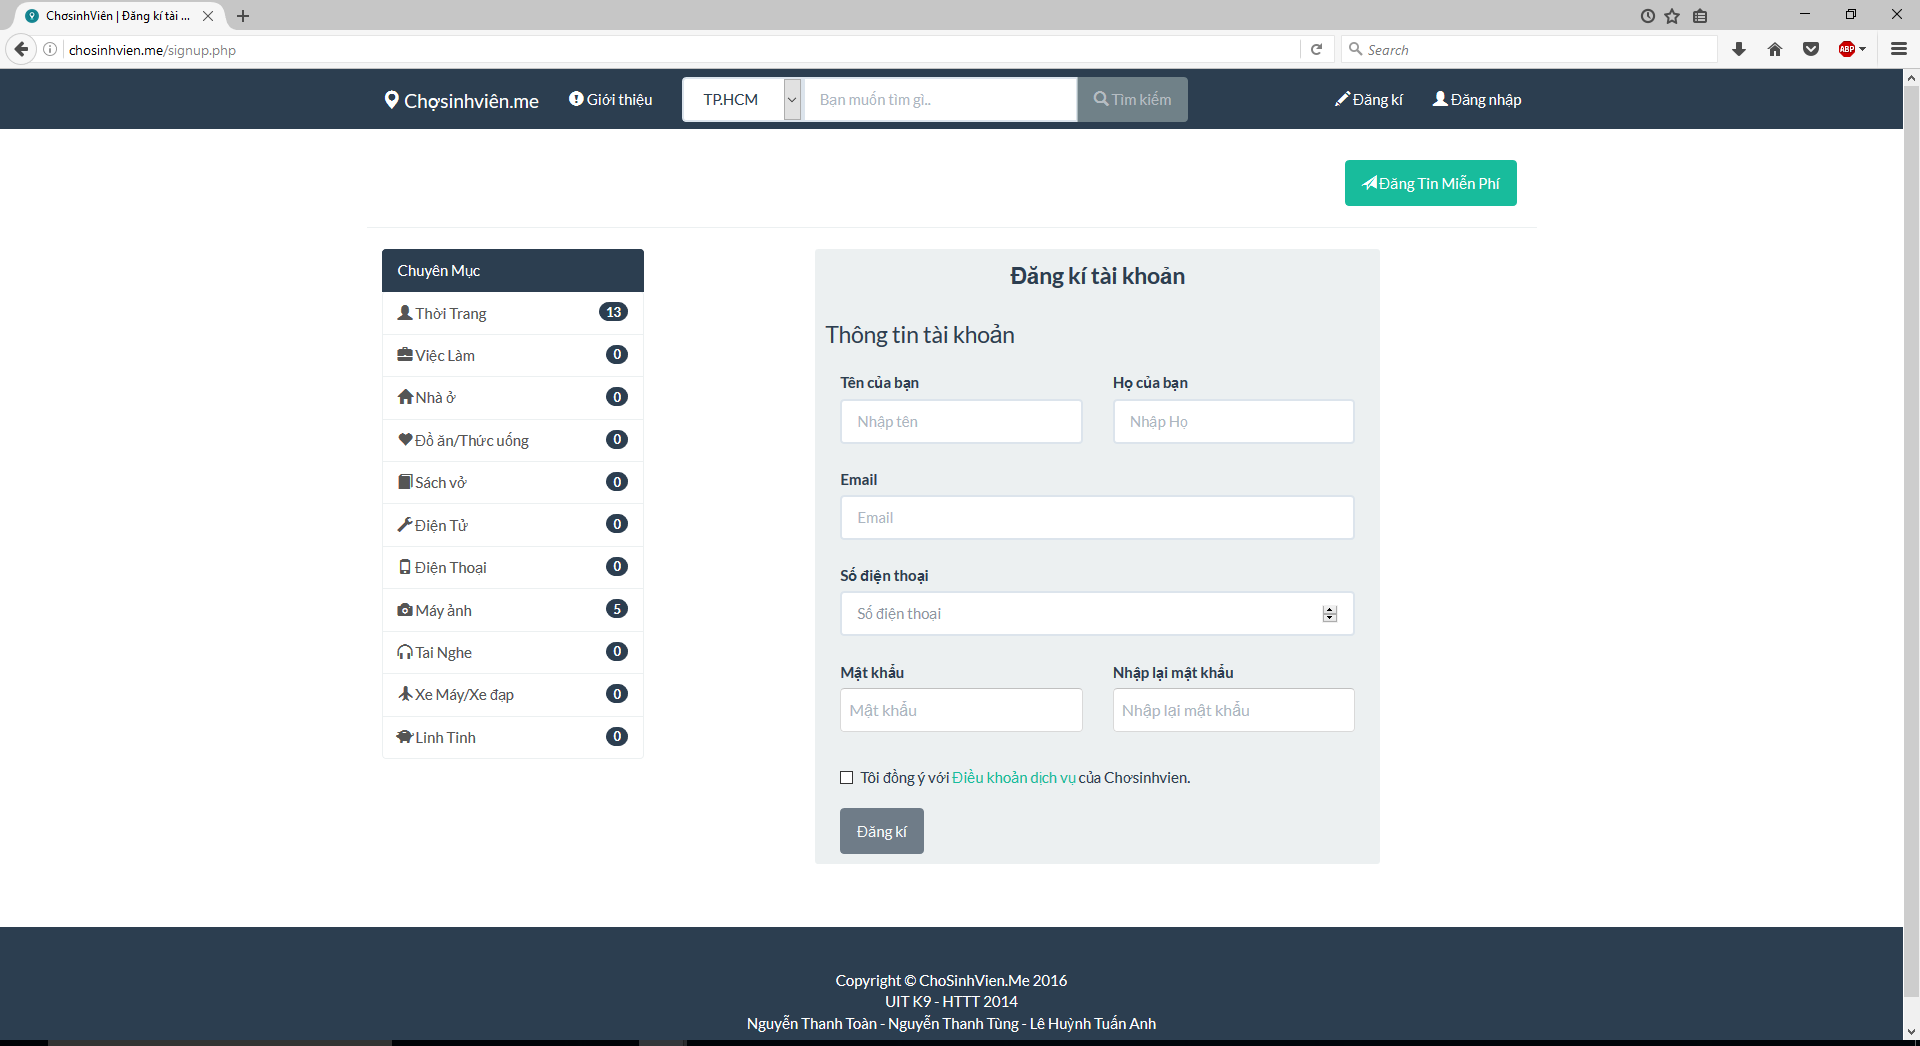 ChơsinhViên | Đăng kí tài ...
chosinhvien.me/signup.php
Search
ABP
Chợsinhviên.me
Giới thiệu
TP.HCM
Bạn muốn tìm gì..
Tìm kiếm
Đăng kí
Đăng nhập
Đăng Tin Miễn Phí
Chuyên Mục
Thời Trang 13
Việc Làm 0
Nhà ở 0
Đồ ăn/Thức uống 0
Sách vở 0
Điện Tử 0
Điện Thoại 0
Máy ảnh 5
Tai Nghe 0
Xe Máy/Xe đạp 0
Linh Tinh 0
Đăng kí tài khoản
Thông tin tài khoản
Tên của bạn
Họ của bạn
Nhập tên
Nhập Họ
Email
Email
Số điện thoại
Số điện thoại
Mật khẩu
Nhập lại mật khẩu
Mật khẩu
Nhập lại mật khẩu
Tôi đồng ý với Điều khoản dịch vụ của Chơsinhvien.
Đăng kí
Copyright © ChoSinhVien.Me 2016
UIT K9 - HTTT 2014
Nguyễn Thanh Toàn - Nguyễn Thanh Tùng - Lê Huỳnh Tuấn Anh